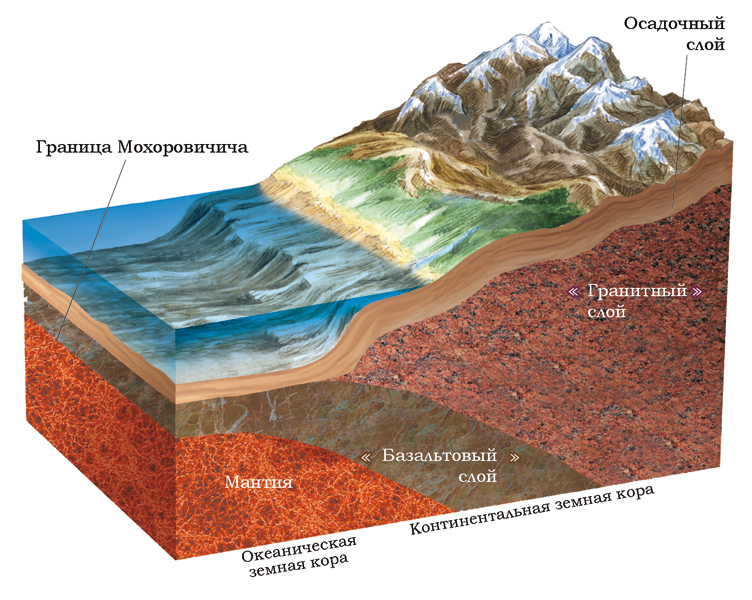 Осадочный
слой
Граница Мохоровичича
« Гранитный »
слой
« Базальтовый »
слой
Мантия
Континентальная земная кора
Океаническая
земная кора